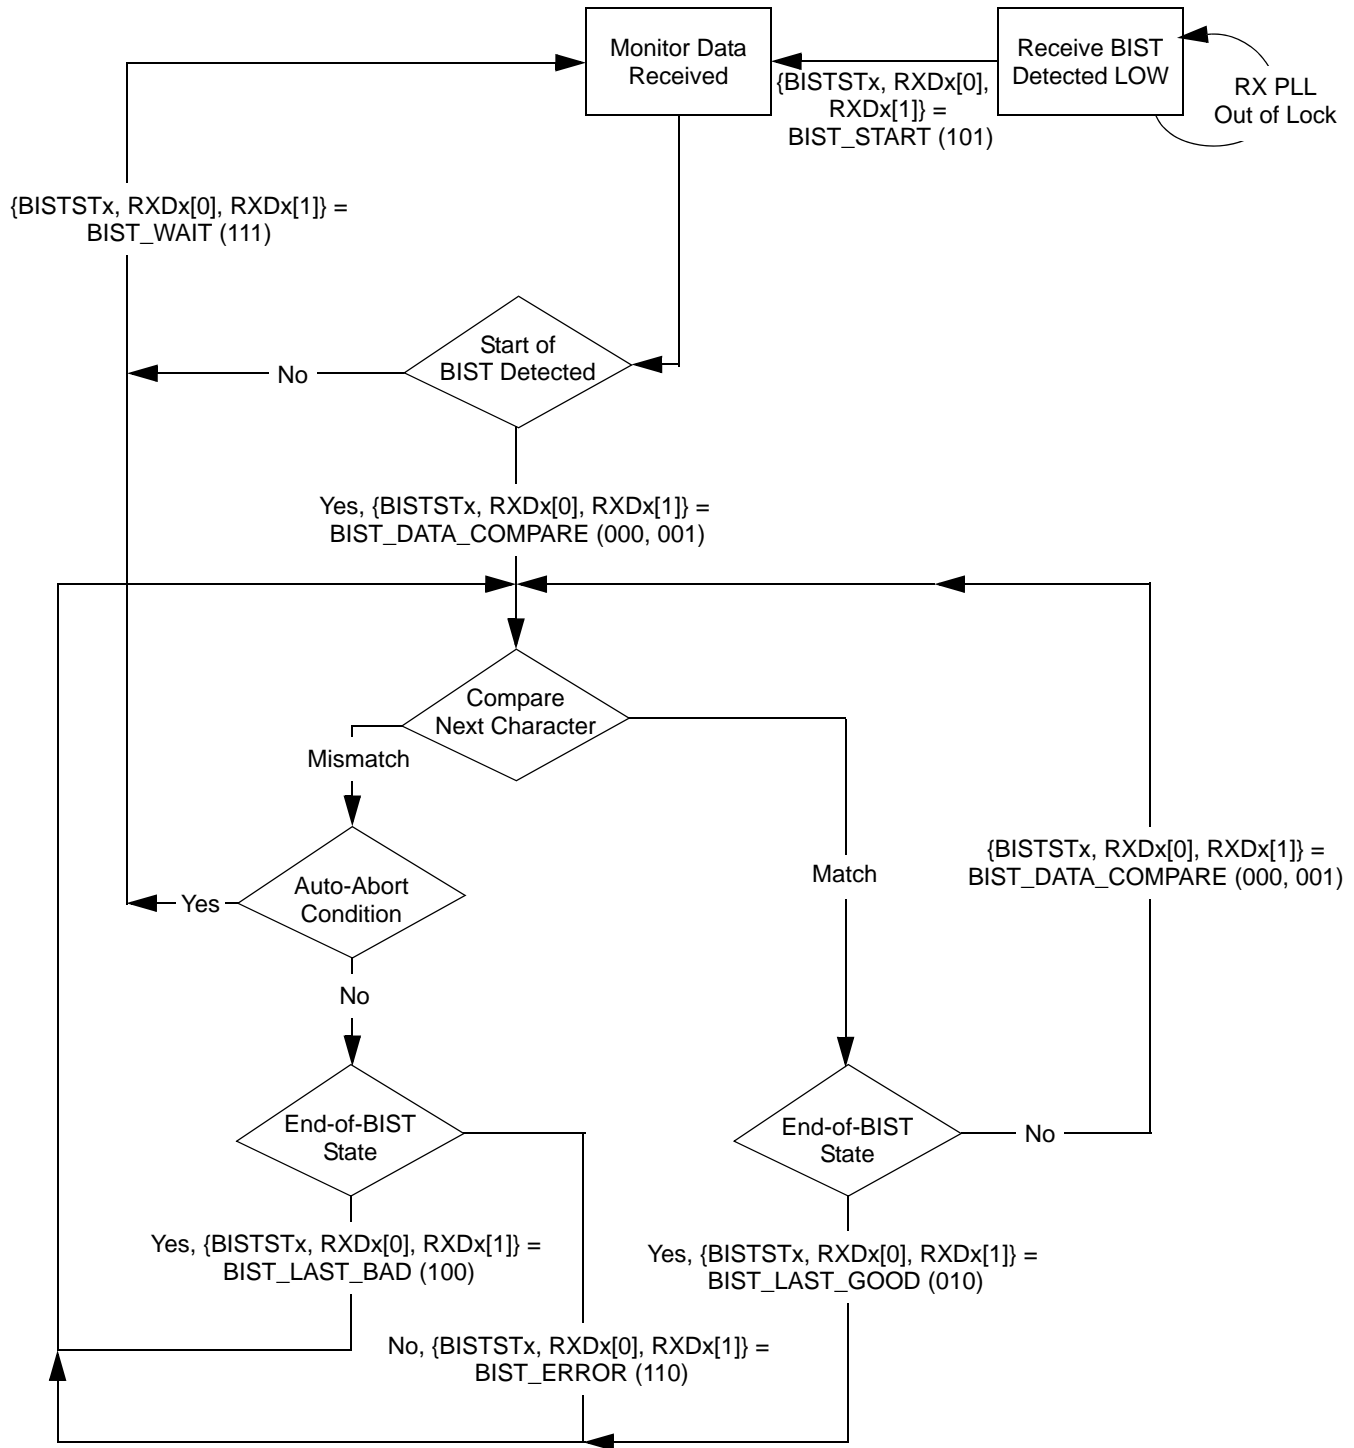 Monitor Data
Received
Receive BIST
Detected LOW
RX PLL
Out of Lock
{BISTSTx, RXDx[0],
RXDx[1]} =
BIST_START (101)
{BISTSTx, RXDx[0], RXDx[1]} =
BIST_WAIT (111)
Start of
BIST Detected
No
Yes, {BISTSTx, RXDx[0], RXDx[1]} =
BIST_DATA_COMPARE (000, 001)
Compare
Next Character
Mismatch
Match
{BISTSTx, RXDx[0], RXDx[1]} =
BIST_DATA_COMPARE (000, 001)
Auto-Abort
Condition
Yes
No
End-of-BIST
State
End-of-BIST
State
No
Yes, {BISTSTx, RXDx[0], RXDx[1]} =
BIST_LAST_BAD (100)
Yes, {BISTSTx, RXDx[0], RXDx[1]} =
BIST_LAST_GOOD (010)
No, {BISTSTx, RXDx[0], RXDx[1]} =
BIST_ERROR (110)